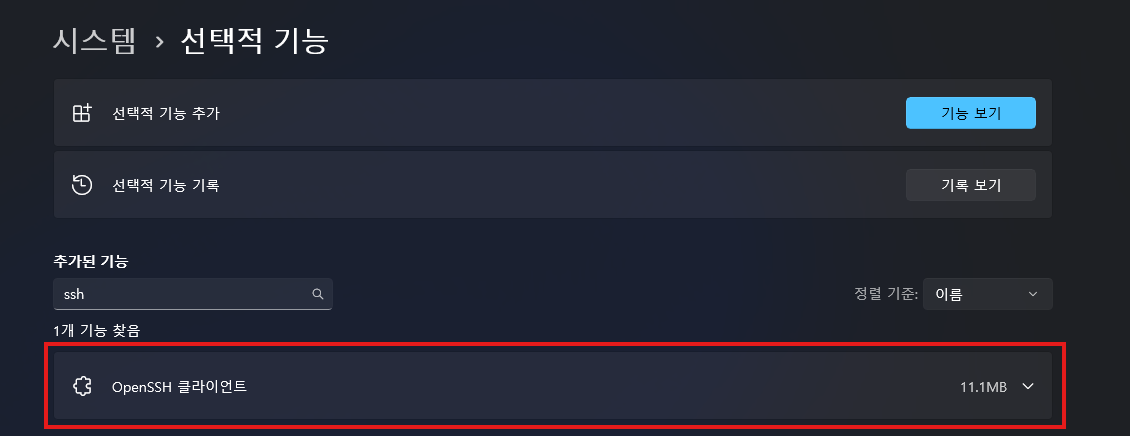 시스템 › 선택적 기능
선택적 기능 추가 기능 보기
선택적 기능 기록 기록 보기
추가된 기능
ssh 정렬 기준: 이름
1개 기능 찾음
OpenSSH 클라이언트 11.1MB